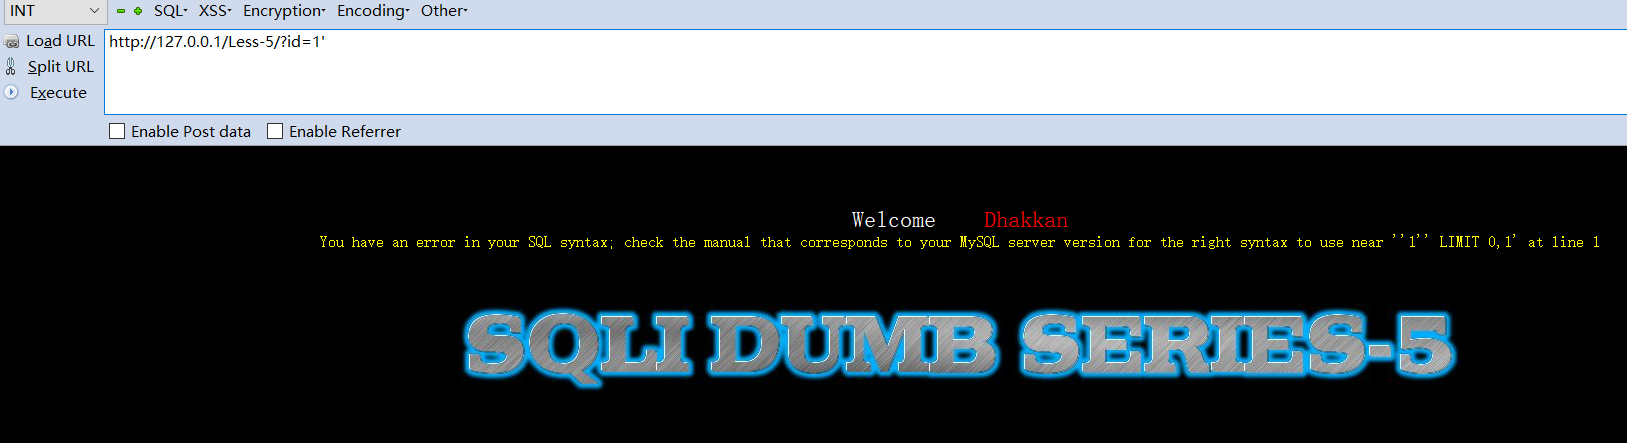 INT SQL XSS Encryption Encoding Other
Load URL http://127.0.0.1/Less-5/?id=1'
Split URL
Execute
Enable Post data Enable Referrer
Welcome Dhakkan
You have an error in your SQL syntax; check the manual that corresponds to your MySQL server version for the right syntax to use near ''1'' LIMIT 0,1' at line 1
SQLI DUMB SERIES-5